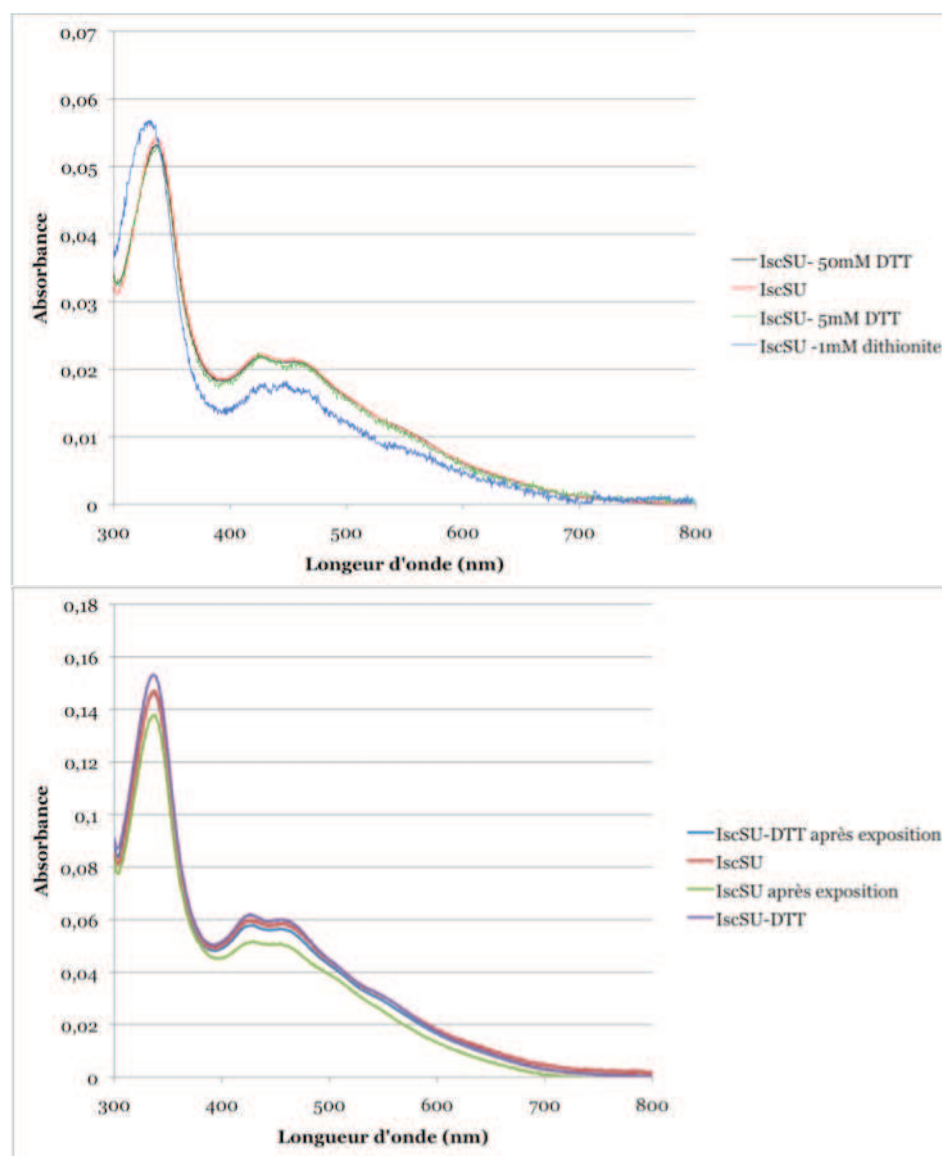 0,07
0,06
0,05
0,04
0,03
0,02
0,01
0
Absorbance
300 400 500 600 700 800
Longeur d'onde (nm)
IscSU- 50mM DTT
IscSU
IscSU- 5mM DTT
IscSU -1mM dithionite
0,18
0,16
0,14
0,12
0,1
0,08
0,06
0,04
0,02
0
Absorbance
300 400 500 600 700 800
Longueur d'onde (nm)
IscSU-DTT après exposition
IscSU
IscSU après exposition
IscSU-DTT